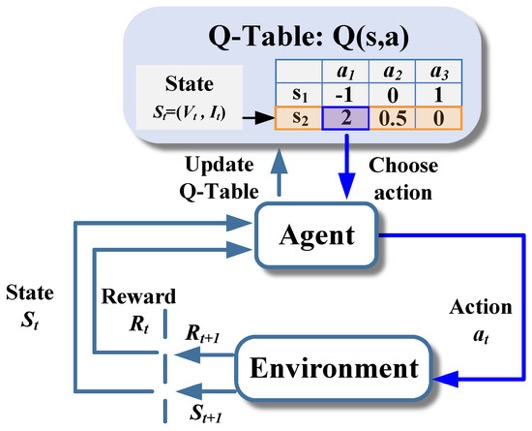 Q-Table: Q(s,a)
State
Sₜ=(Vₜ , Iₜ)
a₁ a₂ a₃
s₁ -1 0 1
s₂ 2 0.5 0
Update
Q-Table
Choose
action
Agent
State
Sₜ
Reward
Rₜ
Rₜ₊₁
Sₜ₊₁
Environment
Action
aₜ